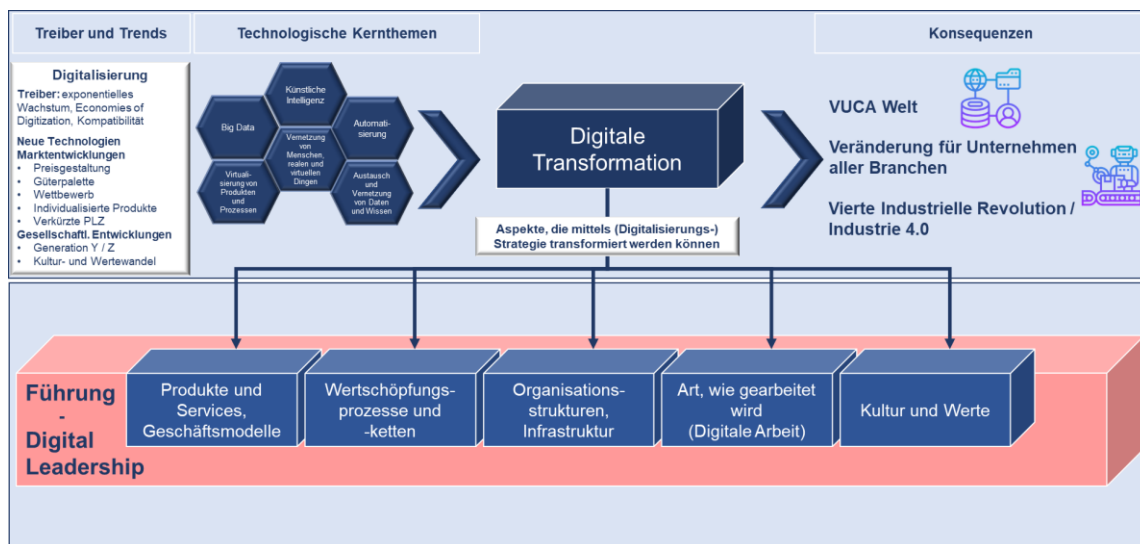 Treiber und Trends
Technologische Kernthemen
Konsequenzen
Digitalisierung
Treiber: exponentielles
Wachstum, Economies of
Digitization, Kompatibilität
Neue Technologien
Marktentwicklungen
• Preisgestaltung
• Güterpalette
• Wettbewerb
• Individualisierte Produkte
• Verkürzte PLZ
Gesellschaftl. Entwicklungen
• Generation Y / Z
• Kultur- und Wertewandel
Künstliche
Intelligenz
Big Data
Automati-
sierung
Vernetzung
von
Menschen,
realen und
virtuellen
Dingen
Virtuali-
sierung von
Produkten
und
Prozessen
Austausch
und
Vernetzung
von Daten
und Wissen
Digitale
Transformation
Aspekte, die mittels (Digitalisierungs-)
Strategie transformiert werden können
VUCA Welt
Veränderung für Unternehmen
aller Branchen
Vierte Industrielle Revolution /
Industrie 4.0
Führung
-
Digital
Leadership
Produkte und
Services,
Geschäftsmodelle
Wertschöpfungs-
prozesse und
-ketten
Organisations-
strukturen,
Infrastruktur
Art, wie gearbeitet
wird
(Digitale Arbeit)
Kultur und Werte